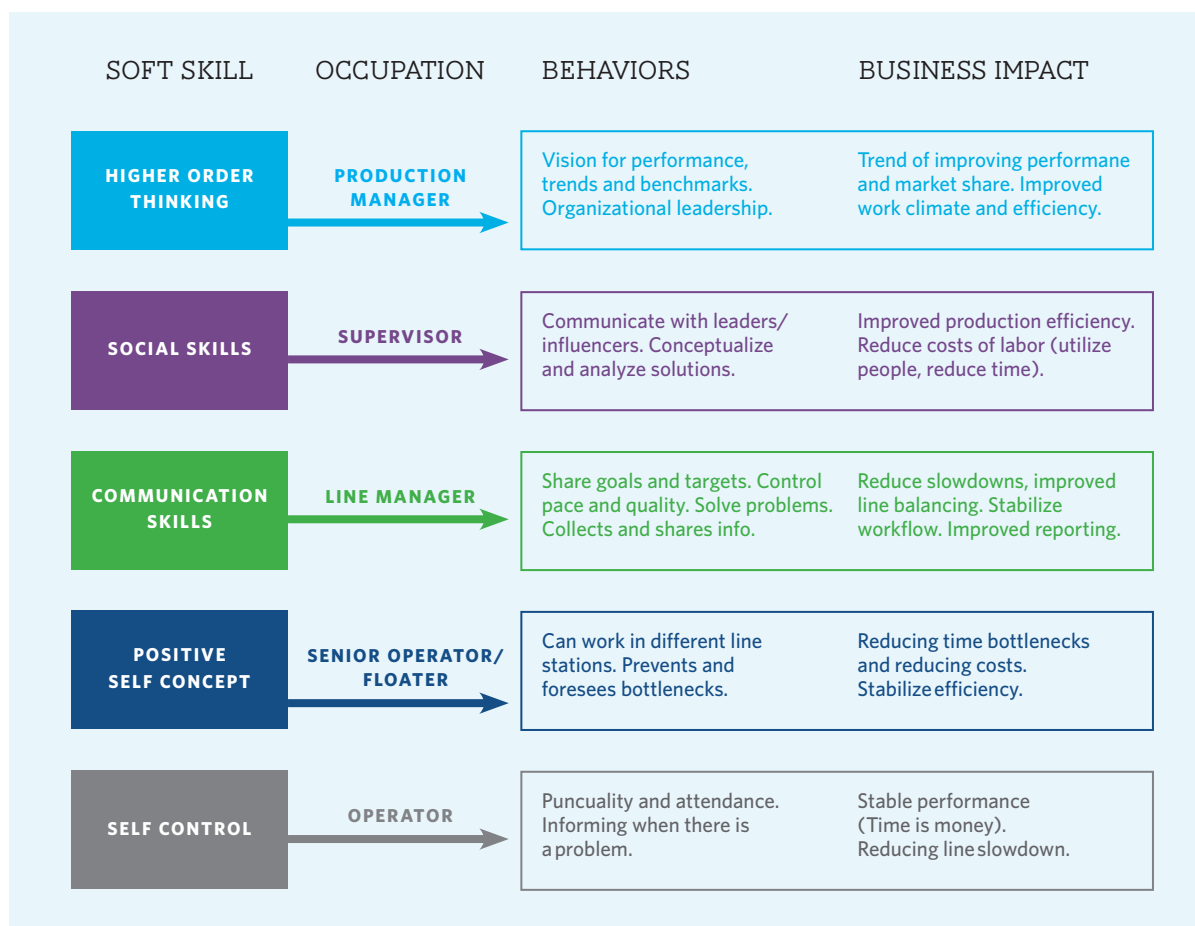 SOFT SKILL
OCCUPATION
BEHAVIORS
BUSINESS IMPACT
HIGHER ORDER
THINKING
PRODUCTION
MANAGER
Vision for performance,
trends and benchmarks.
Organizational leadership.
Trend of improving performane
and market share. Improved
work climate and efficiency.
SOCIAL SKILLS
SUPERVISOR
Communicate with leaders/
influencers. Conceptualize
and analyze solutions.
Improved production efficiency.
Reduce costs of labor (utilize
people, reduce time).
COMMUNICATION
SKILLS
LINE MANAGER
Share goals and targets. Control
pace and quality. Solve problems.
Collects and shares info.
Reduce slowdowns, improved
line balancing. Stabilize
workflow. Improved reporting.
POSITIVE
SELF CONCEPT
SENIOR OPERATOR/
FLOATER
Can work in different line
stations. Prevents and
foresees bottlenecks.
Reducing time bottlenecks
and reducing costs.
Stabilize efficiency.
SELF CONTROL
OPERATOR
Puncuality and attendance.
Informing when there is
a problem.
Stable performance
(Time is money).
Reducing line slowdown.